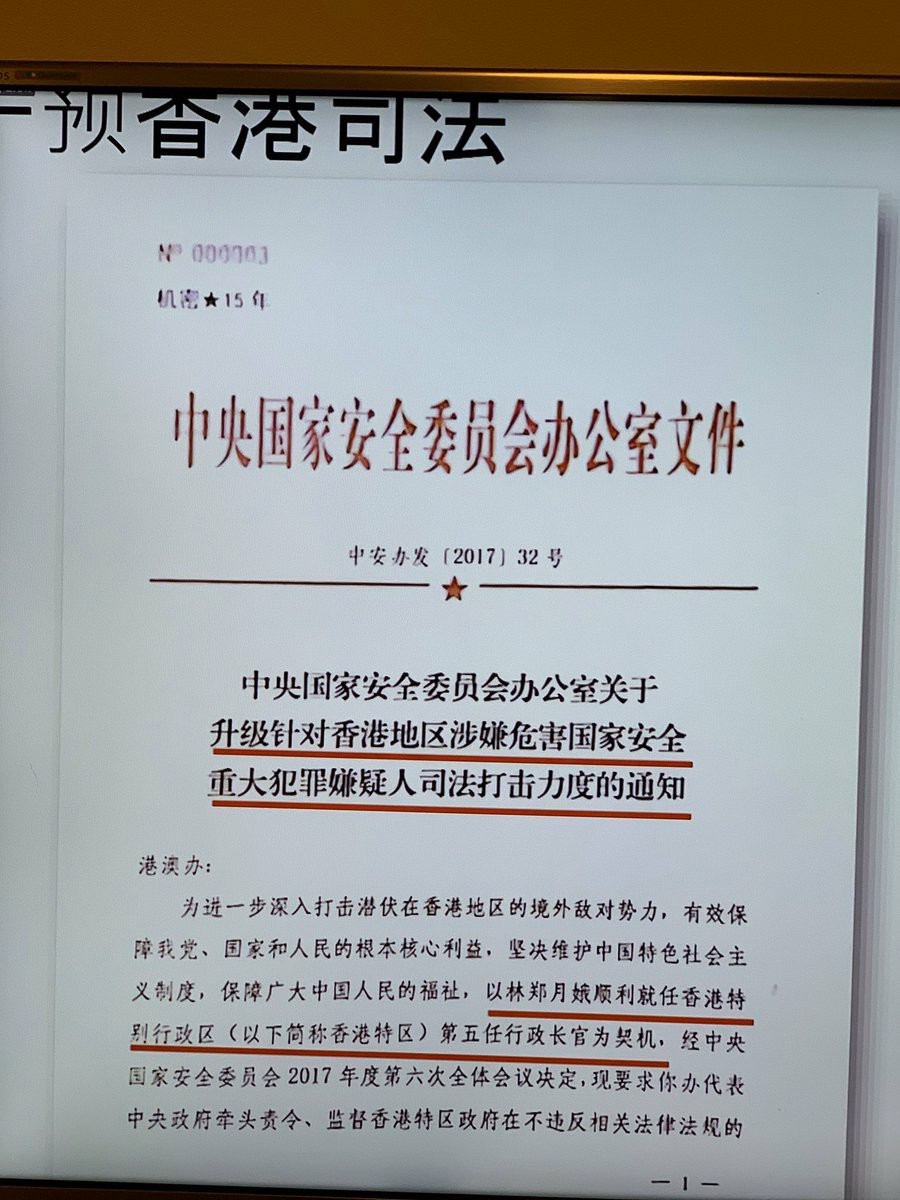 预香港司法
Nº 000003
机密★15 年
中央国家安全委员会办公室文件
中安办发〔2017〕32 号
中央国家安全委员会办公室关于
升级针对香港地区涉嫌危害国家安全
重大犯罪嫌疑人司法打击力度的通知
港澳办：
为进一步深入打击潜伏在香港地区的境外敌对势力，有效保
障我党、国家和人民的根本核心利益，坚决维护中国特色社会主
义制度，保障广大中国人民的福祉，以林郑月娥顺利就任香港特
别行政区（以下简称香港特区）第五任行政长官为契机，经中央
国家安全委员会 2017 年度第六次全体会议决定，现要求你办代表
中央政府牵头责令、监督香港特区政府在不违反相关法律法规的
— 1 —